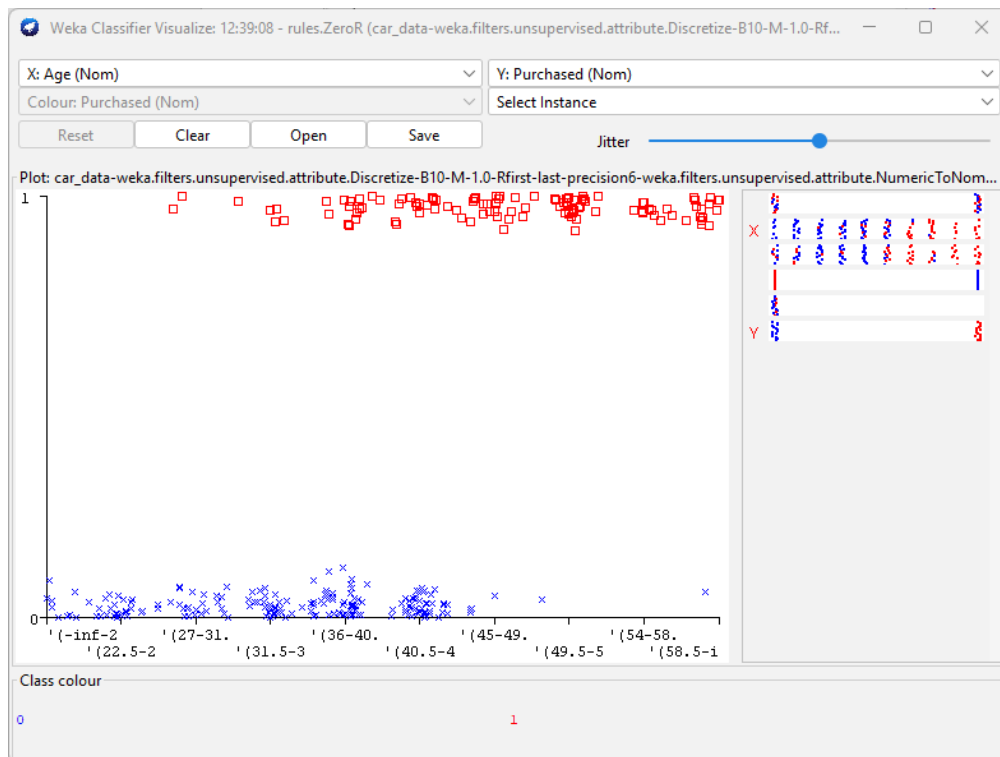 Weka Classifier Visualize: 12:39:08 - rules.ZeroR (car_data-weka.filters.unsupervised.attribute.Discretize-B10-M-1.0-Rf...
X: Age (Nom) Y: Purchased (Nom)
Colour: Purchased (Nom) Select Instance
Reset Clear Open Save Jitter
Plot: car_data-weka.filters.unsupervised.attribute.Discretize-B10-M-1.0-Rfirst-last-precision6-weka.filters.unsupervised.attribute.NumericToNom...
1
X
Y
0
'(-inf-2 '(27-31. '(36-40. '(45-49. '(54-58.
'(22.5-2 '(31.5-3 '(40.5-4 '(49.5-5 '(58.5-i
Class colour
0 1